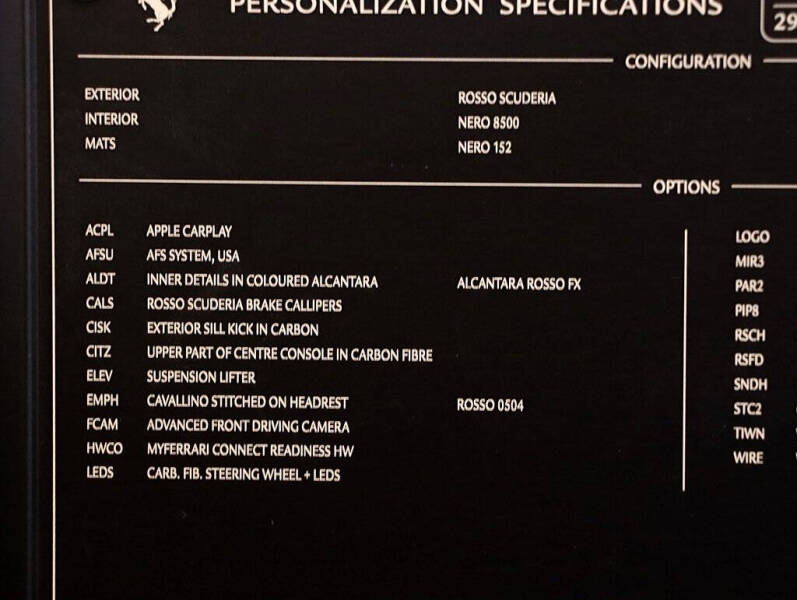 PERSONALIZATION SPECIFICATIONS
29
CONFIGURATION
EXTERIOR ROSSO SCUDERIA
INTERIOR NERO 8500
MATS NERO 152
OPTIONS
ACPL APPLE CARPLAY
AFSU AFS SYSTEM, USA
ALDT INNER DETAILS IN COLOURED ALCANTARA ALCANTARA ROSSO FX
CALS ROSSO SCUDERIA BRAKE CALLIPERS
CISK EXTERIOR SILL KICK IN CARBON
CITZ UPPER PART OF CENTRE CONSOLE IN CARBON FIBRE
ELEV SUSPENSION LIFTER
EMPH CAVALLINO STITCHED ON HEADREST ROSSO 0504
FCAM ADVANCED FRONT DRIVING CAMERA
HWCO MYFERRARI CONNECT READINESS HW
LEDS CARB. FIB. STEERING WHEEL + LEDS
LOGO
MIR3
PAR2
PIP8
RSCH
RSFD
SNDH
STC2
TIWN
WIRE